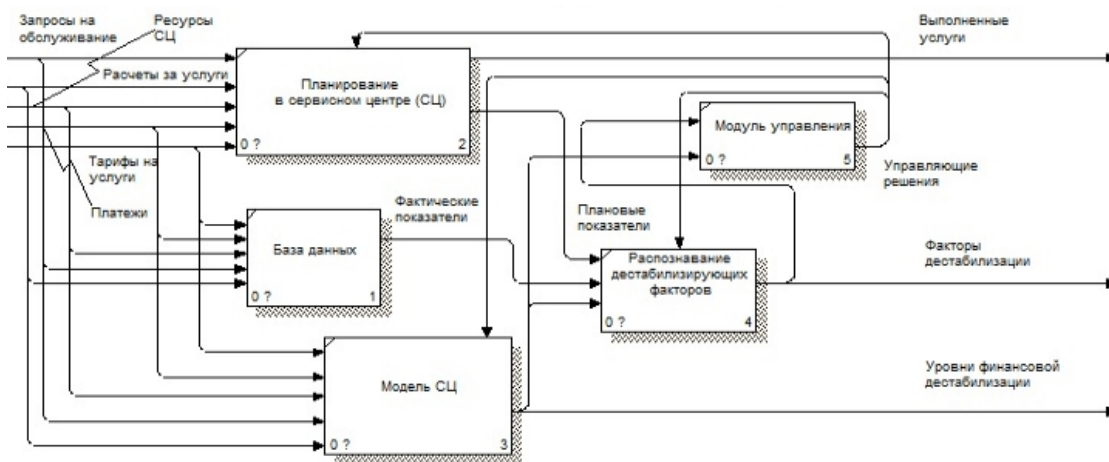 Запросы на
обслуживание
Ресурсы
СЦ
Выполненные
услуги
Расчеты за услуги
Планирование
в сервисном центре (СЦ)
0 ?
2
Модуль управления
0 ?
5
Тарифы на
услуги
Управляющие
решения
Платежи
Фактические
показатели
Плановые
показатели
База данных
0 ?
1
Распознавание
дестабилизирующих
факторов
0 ?
4
Факторы
дестабилизации
Модель СЦ
0 ?
3
Уровни финансовой
дестабилизации